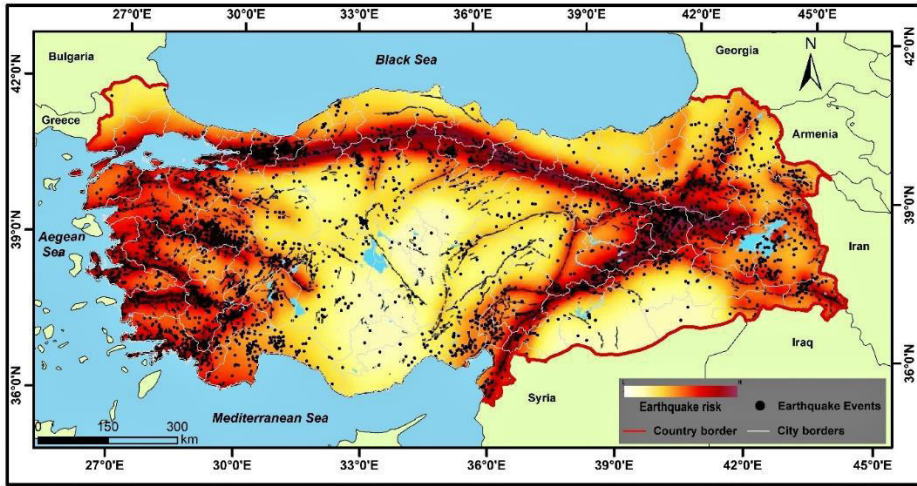 27°0'E 30°0'E 33°0'E 36°0'E 39°0'E 42°0'E 45°0'E
Bulgaria
Georgia
N
Black Sea
42°0'N
42°0'N
Greece
Armenia
39°0'N
39°0'N
Aegean
Sea
Iran
Iraq
36°0'N
36°0'N
Syria
Mediterranean Sea
L H
Earthquake risk
Earthquake Events
Country border
City borders
0 150 300
km
27°0'E 30°0'E 33°0'E 36°0'E 39°0'E 42°0'E 45°0'E